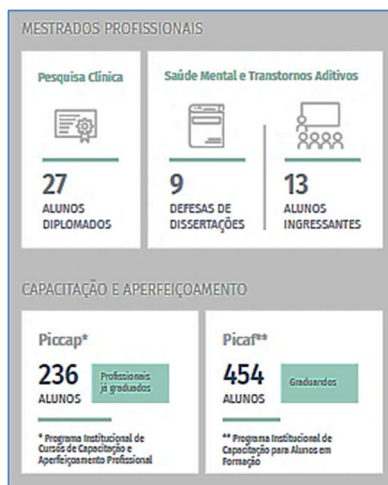 MESTRADOS PROFISSIONAIS
Pesquisa Clínica
27
ALUNOS
DIPLOMADOS
Saúde Mental e Transtornos Aditivos
9
DEFESAS DE
DISSERTAÇÕES
13
ALUNOS
INGRESSANTES
CAPACITAÇÃO E APERFEIÇOAMENTO
Piccap*
236
ALUNOS
Profissionais
já graduados
* Programa Institucional de
Cursos de Capacitação e
Aperfeiçoamento Profissional
Picaf**
454
ALUNOS
Graduandos
** Programa Institucional de
Capacitação para Alunos em
Formação